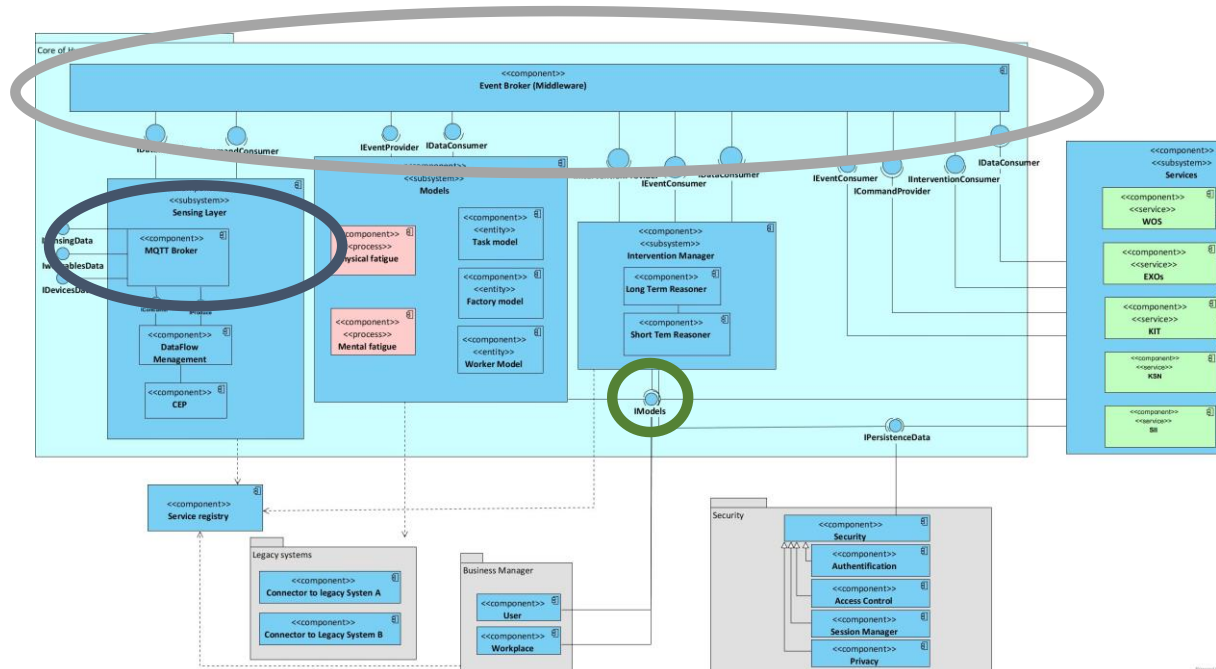 Core of
<<component>>
Event Broker (Middleware)
IEventProvider
IDataConsumer
IEventConsumer
IDataConsumer
IEventConsumer
ICommandProvider
IInterventionConsumer
IDataConsumer
<<subsystem>>
Sensing Layer
<<component>>
MQTT Broker
IDevicesData
<<component>>
DataFlow
Menagement
<<component>>
CEP
<<subsystem>>
Models
<<process>>
<<component>>
<<process>>
Mental fatigue
<<component>>
<<entity>>
Task model
<<component>>
<<entity>>
Factory model
<<component>>
<<entity>>
Worker Model
<<component>>
<<subsystem>>
Intervention Manager
<<component>>
Long Term Reasoner
<<component>>
Short Tem Reasoner
IModels
IPersistenceData
<<component>>
<<subsystem>>
Services
<<component>>
<<service>>
WOS
<<component>>
<<service>>
EXOs
<<component>>
<<service>>
KIT
<<component>>
<<service>>
KSN
<<component>>
<<service>>
<<component>>
Service registry
Legacy systems
<<component>>
Connector to legacy Systen A
<<component>>
Connector to Legacy System B
Business Manager
<<component>>
User
<<component>>
Workplace
Security
<<component>>
Security
<<component>>
Authentification
<<component>>
Access Control
<<component>>
Session Manager
<<component>>
Privacy